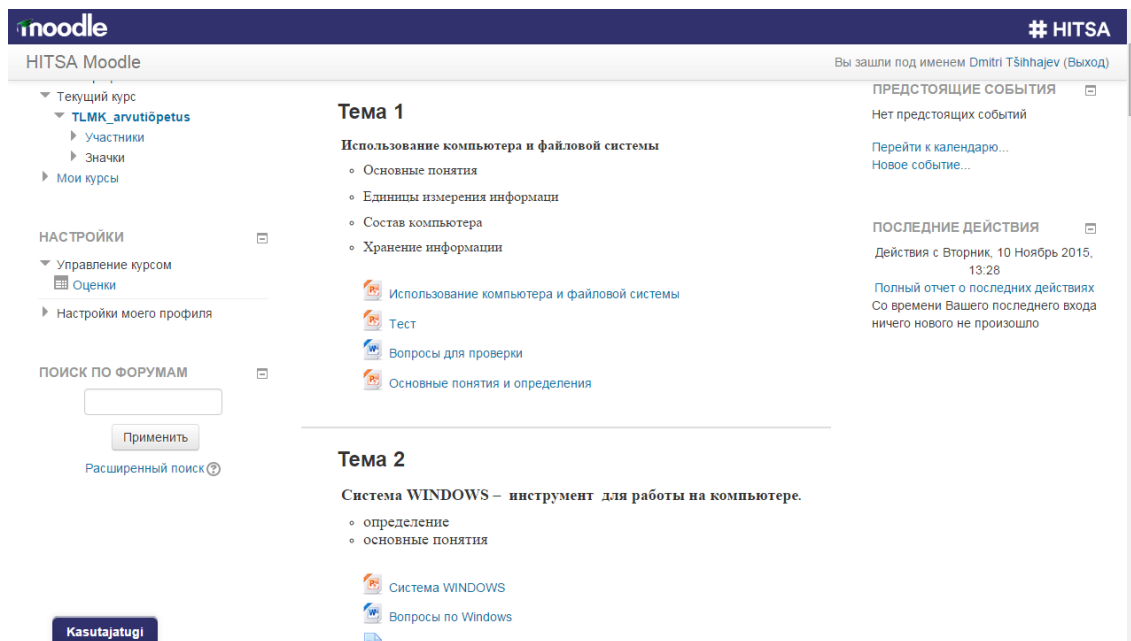 moodle
HITSA
HITSA Moodle
Вы зашли под именем Dmitri Tšihhajev (Выход)
Текущий курс
TLMK_arvutiõpetus
Участники
Значки
Мои курсы
НАСТРОЙКИ
Управление курсом
Оценки
Настройки моего профиля
ПОИСК ПО ФОРУМАМ
Применить
Расширенный поиск
Kasutajatugi
Тема 1
Использование компьютера и файловой системы
Основные понятия
Единицы измерения информаци
Состав компьютера
Хранение информации
Использование компьютера и файловой системы
Тест
Вопросы для проверки
Основные понятия и определения
Тема 2
Система WINDOWS – инструмент для работы на компьютере.
определение
основные понятия
Система WINDOWS
Вопросы по Windows
ПРЕДСТОЯЩИЕ СОБЫТИЯ
Нет предстоящих событий
Перейти к календарю...
Новое событие...
ПОСЛЕДНИЕ ДЕЙСТВИЯ
Действия с Вторник, 10 Ноябрь 2015,
13:28
Полный отчет о последних действиях
Со времени Вашего последнего входа
ничего нового не произошло